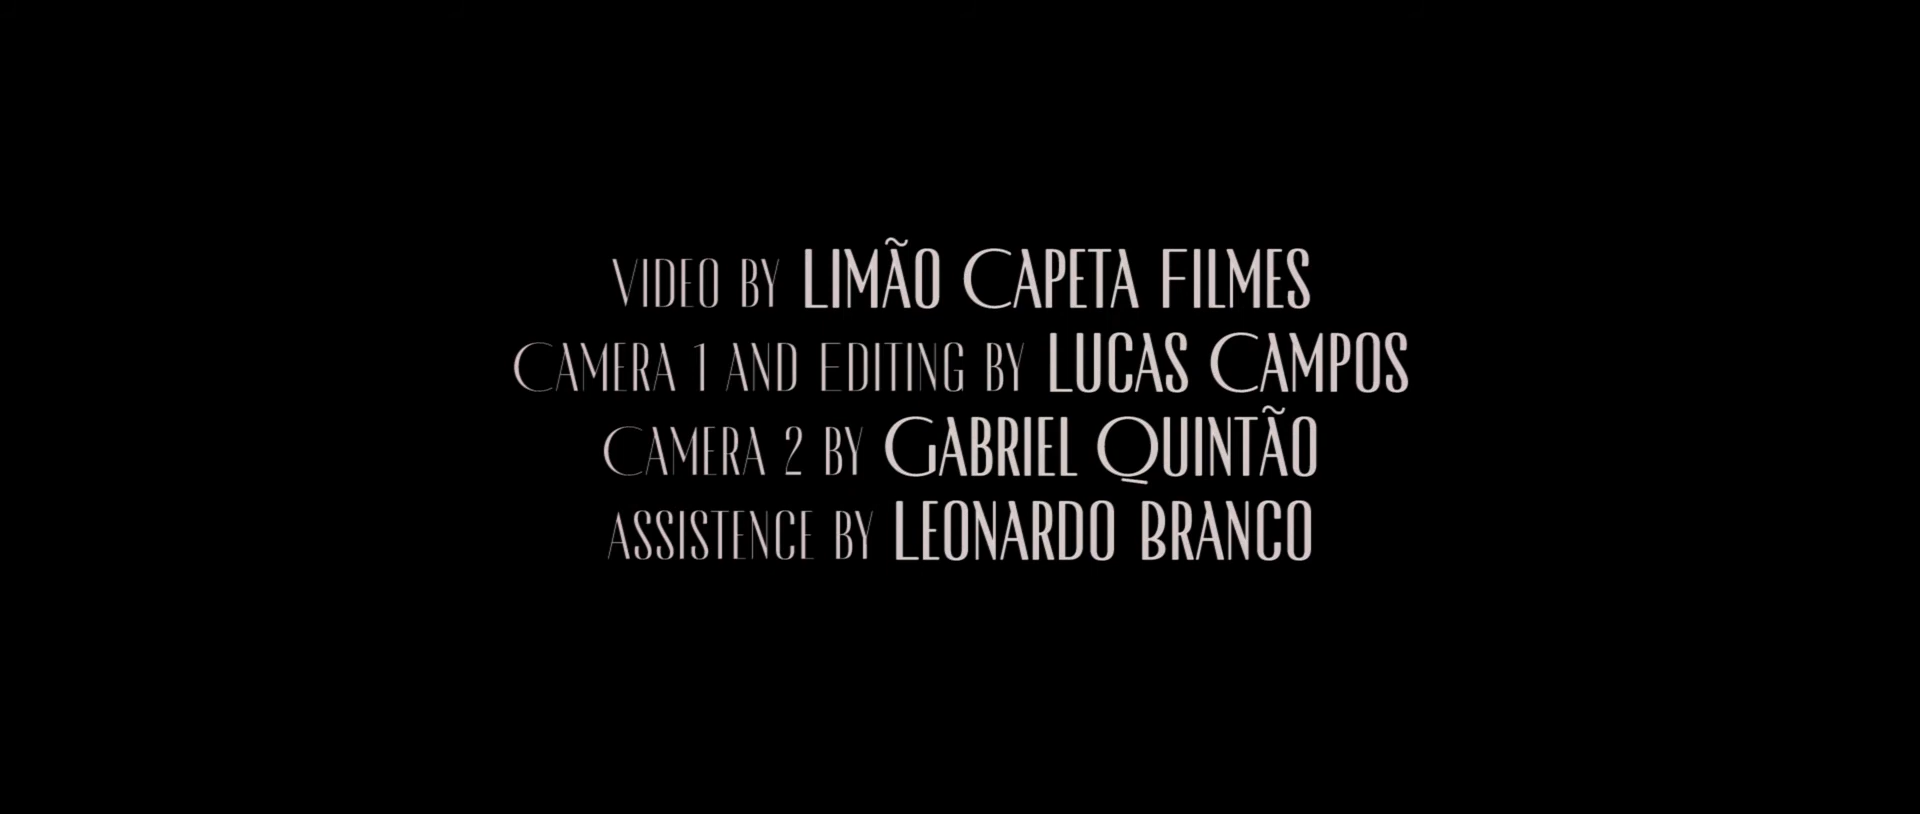 VIDEO BY LIMÃO CAPETA FILMES
CAMERA 1 AND EDITING BY LUCAS CAMPOS
CAMERA 2 BY GABRIEL QUINTÃO
ASSISTENCE BY LEONARDO BRANCO